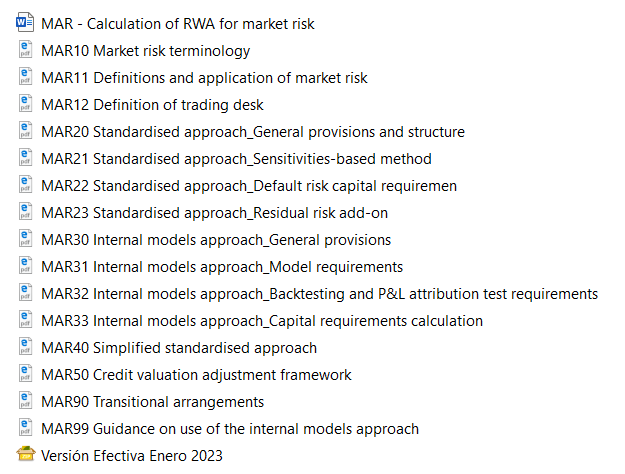 MAR - Calculation of RWA for market risk
MAR10 Market risk terminology
MAR11 Definitions and application of market risk
MAR12 Definition of trading desk
MAR20 Standardised approach_General provisions and structure
MAR21 Standardised approach_Sensitivities-based method
MAR22 Standardised approach_Default risk capital requiremen
MAR23 Standardised approach_Residual risk add-on
MAR30 Internal models approach_General provisions
MAR31 Internal models approach_Model requirements
MAR32 Internal models approach_Backtesting and P&L attribution test requirements
MAR33 Internal models approach_Capital requirements calculation
MAR40 Simplified standardised approach
MAR50 Credit valuation adjustment framework
MAR90 Transitional arrangements
MAR99 Guidance on use of the internal models approach
Versión Efectiva Enero 2023